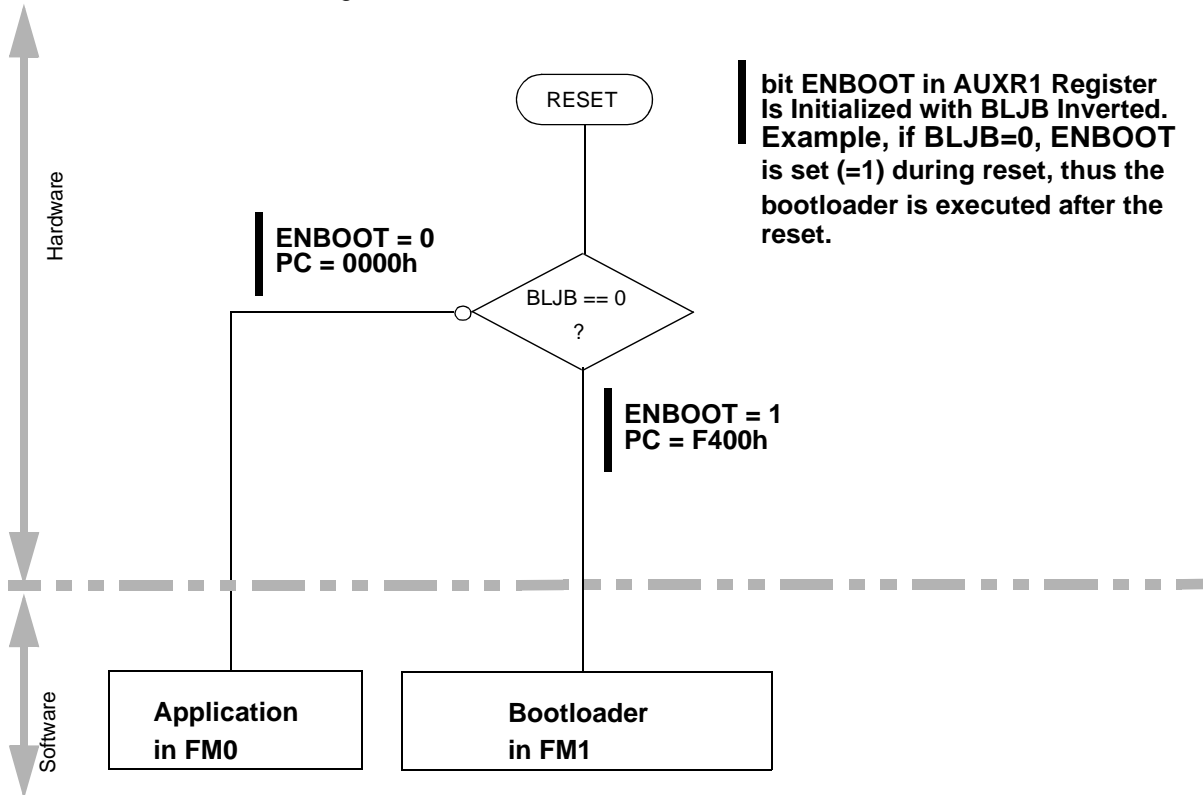 RESET
bit ENBOOT in AUXR1 Register
Is Initialized with BLJB Inverted.
Example, if BLJB=0, ENBOOT
is set (=1) during reset, thus the
bootloader is executed after the
reset.
Hardware
ENBOOT = 0
PC = 0000h
BLJB == 0
?
ENBOOT = 1
PC = F400h
Software
Application
in FM0
Bootloader
in FM1